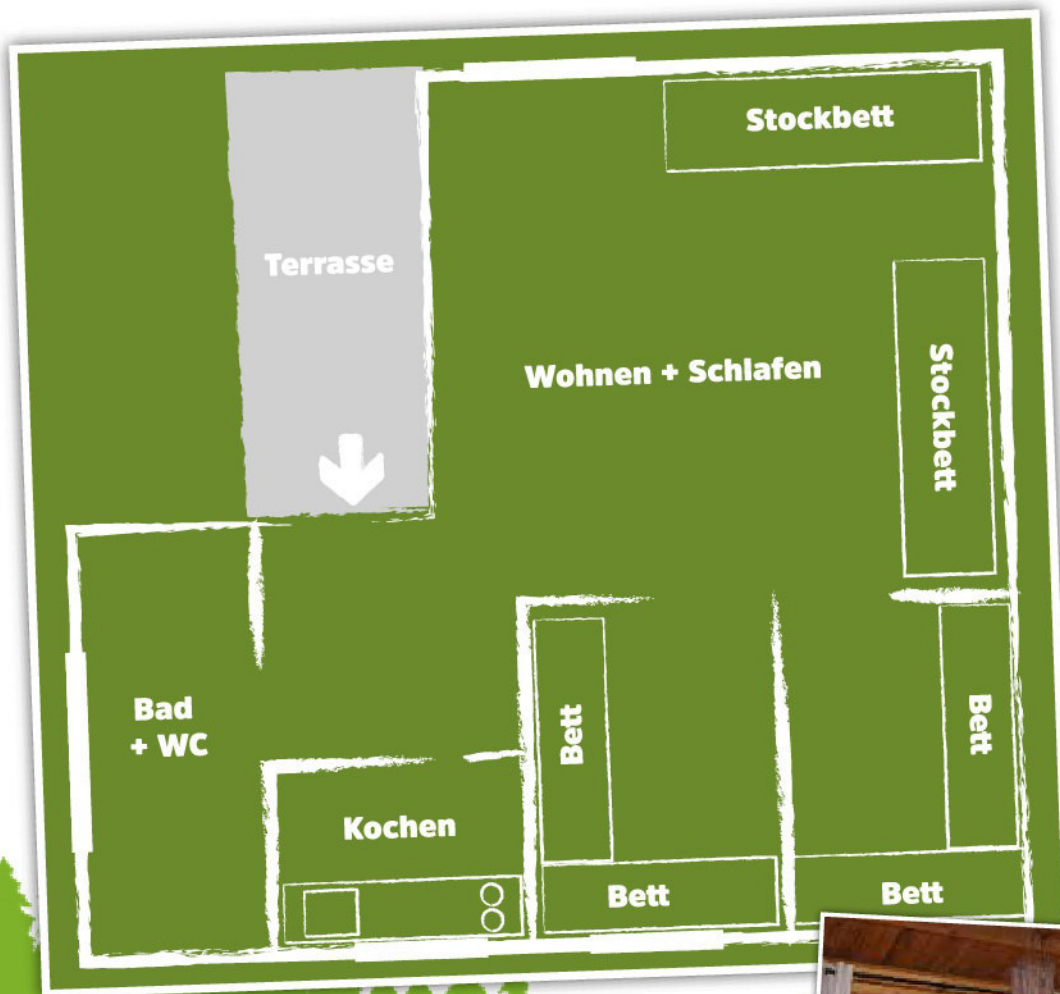 Stockbett
Terrasse
Wohnen + Schlafen
Stockbett
Bad
+ WC
Bett
Bett
Kochen
Bett
Bett